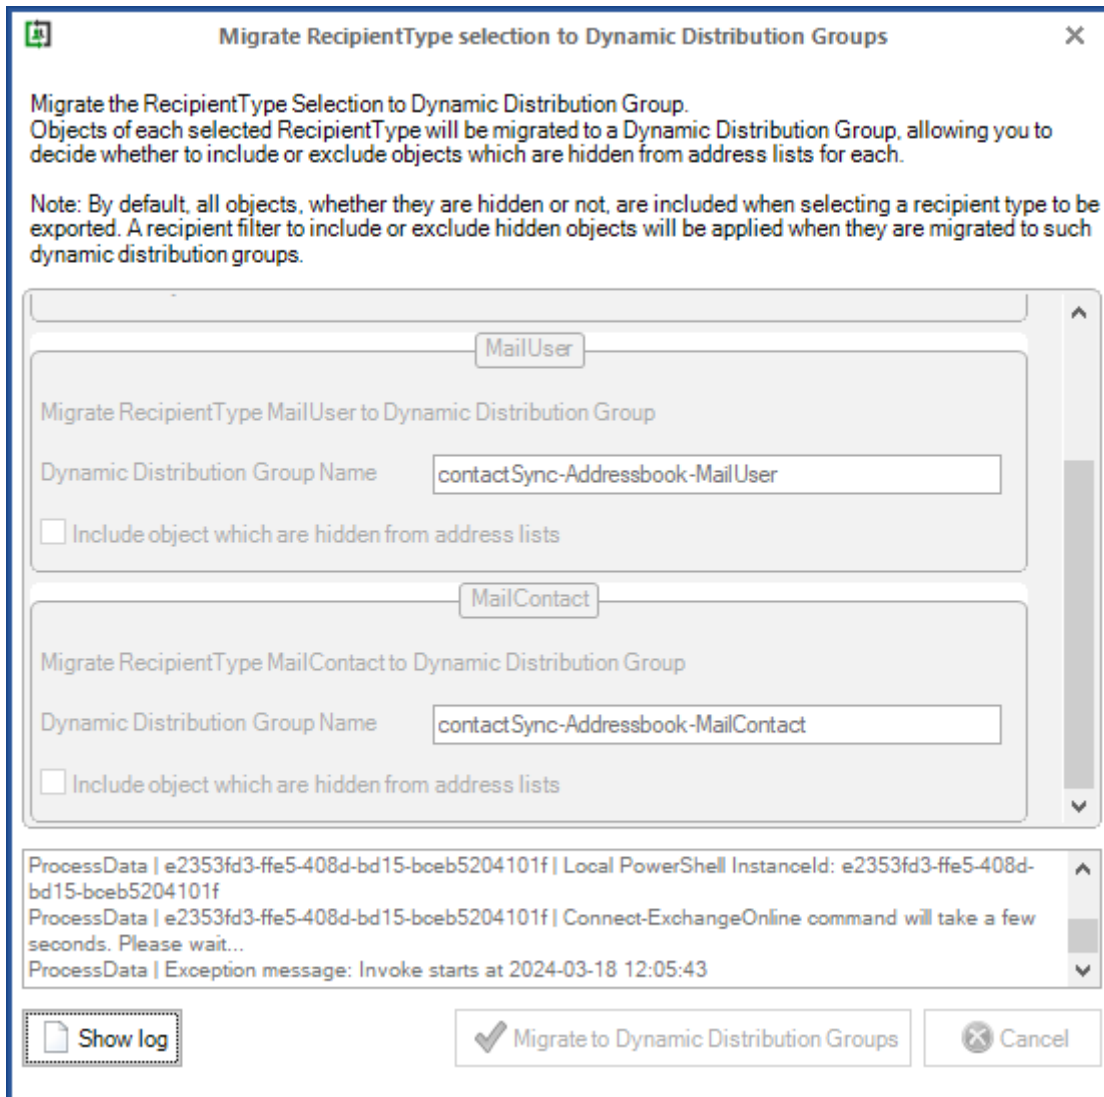 Migrate RecipientType selection to Dynamic Distribution Groups
Migrate the RecipientType Selection to Dynamic Distribution Group.
Objects of each selected RecipientType will be migrated to a Dynamic Distribution Group, allowing you to
decide whether to include or exclude objects which are hidden from address lists for each.
Note: By default, all objects, whether they are hidden or not, are included when selecting a recipient type to be
exported. A recipient filter to include or exclude hidden objects will be applied when they are migrated to such
dynamic distribution groups.
MailUser
Migrate RecipientType MailUser to Dynamic Distribution Group
Dynamic Distribution Group Name contactSync-Addressbook-MailUser
Include object which are hidden from address lists
MailContact
Migrate RecipientType MailContact to Dynamic Distribution Group
Dynamic Distribution Group Name contactSync-Addressbook-MailContact
Include object which are hidden from address lists
ProcessData | e2353fd3-ffe5-408d-bd15-bceb5204101f | Local PowerShell InstanceId: e2353fd3-ffe5-408d-
bd15-bceb5204101f
ProcessData | e2353fd3-ffe5-408d-bd15-bceb5204101f | Connect-ExchangeOnline command will take a few
seconds. Please wait...
ProcessData | Exception message: Invoke starts at 2024-03-18 12:05:43
Show log Migrate to Dynamic Distribution Groups Cancel